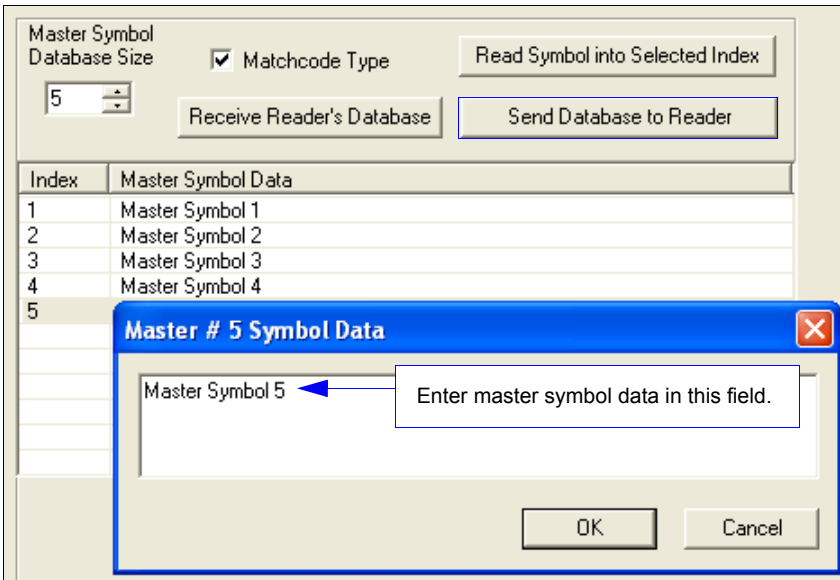 Master Symbol
Database Size
Matchcode Type
Read Symbol into Selected Index
5
Receive Reader's Database
Send Database to Reader
Index Master Symbol Data
1 Master Symbol 1
2 Master Symbol 2
3 Master Symbol 3
4 Master Symbol 4
5
Master # 5 Symbol Data
Master Symbol 5
Enter master symbol data in this field.
OK Cancel